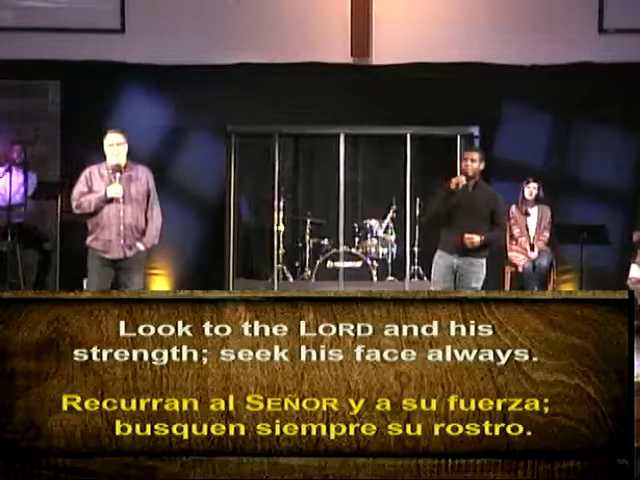 Look to the LORD and his
strength; seek his face always.
Recurran al SEÑOR y a su fuerza;
busquen siempre su rostro.